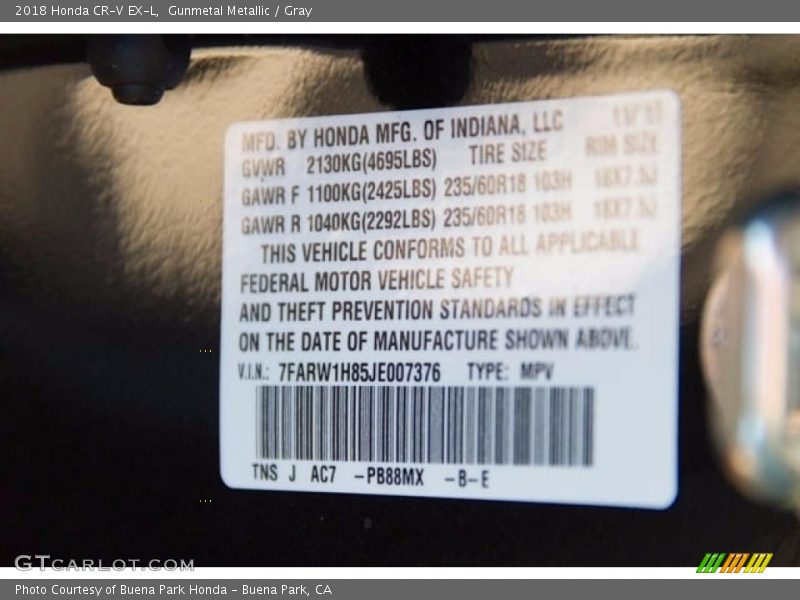 2018 Honda CR-V EX-L, Gunmetal Metallic / Gray
MFD. BY HONDA MFG. OF INDIANA, LLC 11/17
GVWR 2130KG(4695LBS) TIRE SIZE RIM SIZE
GAWR F 1100KG(2425LBS) 235/60R18 103H 18X7.5J
GAWR R 1040KG(2292LBS) 235/60R18 103H 18X7.5J
THIS VEHICLE CONFORMS TO ALL APPLICABLE
FEDERAL MOTOR VEHICLE SAFETY
AND THEFT PREVENTION STANDARDS IN EFFECT
ON THE DATE OF MANUFACTURE SHOWN ABOVE.
V.I.N.: 7FARW1H85JE007376 TYPE: MPV
TNS J AC7 -PB88MX -B-E
GTCARLOT.COM
Photo Courtesy of Buena Park Honda - Buena Park, CA